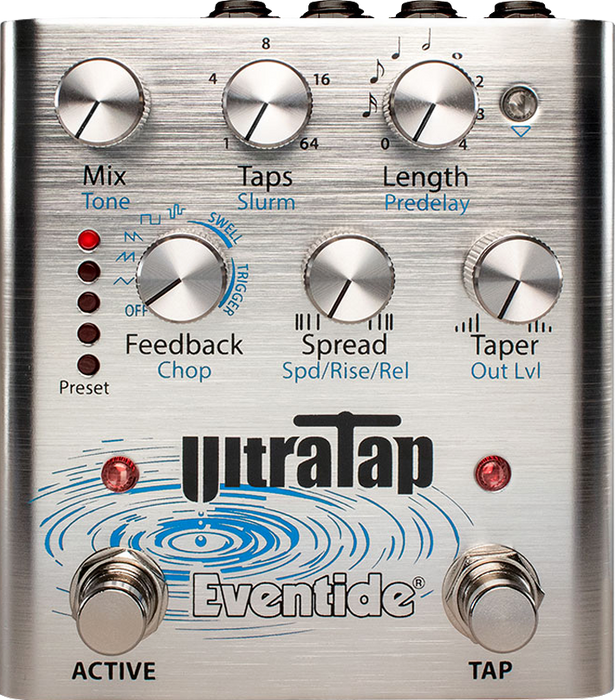 8
4 16
1 64
2
3
0 4
Mix Taps Length
Tone Slurm Predelay
SWELL
TRIGGER
OFF
Feedback Spread Taper
Chop Spd/Rise/Rel Out Lvl
Preset
UltraTap
Eventide®
ACTIVE TAP